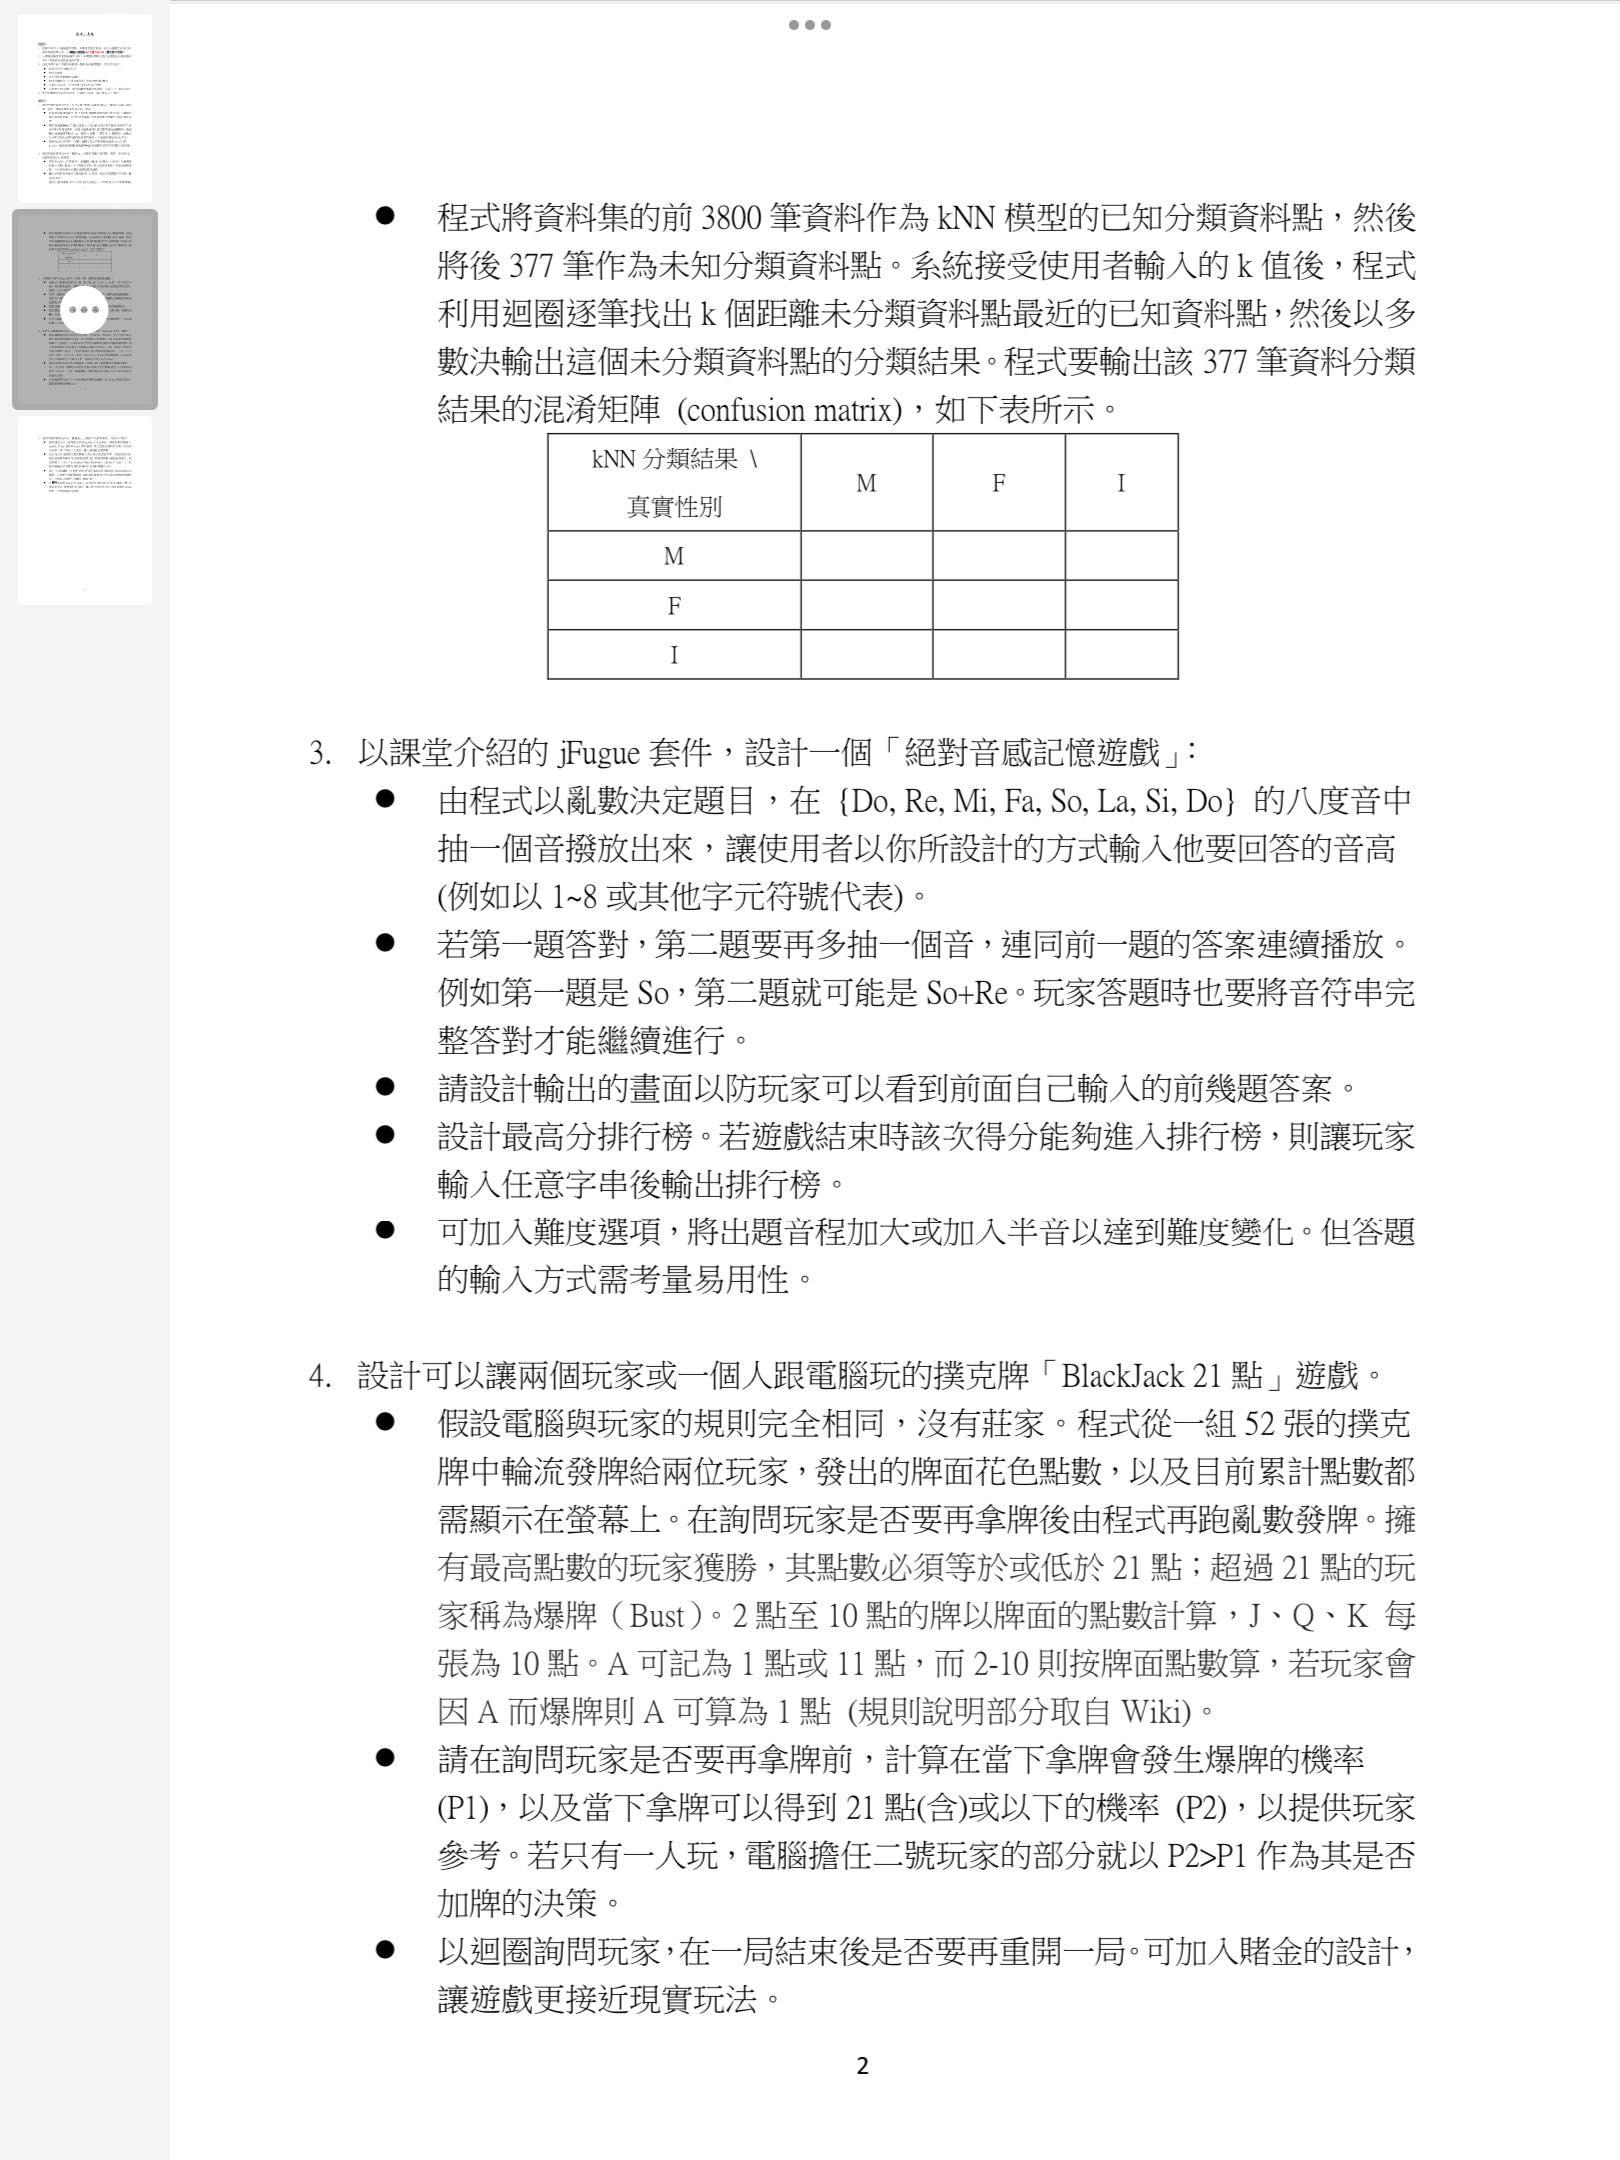 ● 程式將資料集的前 3800 筆資料作為 kNN 模型的已知分類資料點，然後
將後 377 筆作為未知分類資料點。系統接受使用者輸入的 k 值後，程式
利用迴圈逐筆找出 k 個距離未分類資料點最近的已知資料點，然後以多
數決輸出這個未分類資料點的分類結果。程式要輸出該 377 筆資料分類
結果的混淆矩陣 (confusion matrix)，如下表所示。
kNN 分類結果 \
真實性別
M F I
M
F
I
3. 以課堂介紹的 jFugue 套件，設計一個「絕對音感記憶遊戲」：
● 由程式以亂數決定題目，在 {Do, Re, Mi, Fa, So, La, Si, Do} 的八度音中
抽一個音撥放出來，讓使用者以你所設計的方式輸入他要回答的音高
(例如以 1~8 或其他字元符號代表)。
● 若第一題答對，第二題要再多抽一個音，連同前一題的答案連續播放。
例如第一題是 So，第二題就可能是 So+Re。玩家答題時也要將音符串完
整答對才能繼續進行。
● 請設計輸出的畫面以防玩家可以看到前面自己輸入的前幾題答案。
● 設計最高分排行榜。若遊戲結束時該次得分能夠進入排行榜，則讓玩家
輸入任意字串後輸出排行榜。
● 可加入難度選項，將出題音程加大或加入半音以達到難度變化。但答題
的輸入方式需考量易用性。
4. 設計可以讓兩個玩家或一個人跟電腦玩的撲克牌「BlackJack 21 點」遊戲。
● 假設電腦與玩家的規則完全相同，沒有莊家。程式從一組 52 張的撲克
牌中輪流發牌給兩位玩家，發出的牌面花色點數，以及目前累計點數都
需顯示在螢幕上。在詢問玩家是否要再拿牌後由程式再跑亂數發牌。擁
有最高點數的玩家獲勝，其點數必須等於或低於 21 點；超過 21 點的玩
家稱為爆牌（Bust）。2 點至 10 點的牌以牌面的點數計算，J、Q、K 每
張為 10 點。A 可記為 1 點或 11 點，而 2-10 則按牌面點數算，若玩家會
因 A 而爆牌則 A 可算為 1 點 (規則說明部分取自 Wiki)。
● 請在詢問玩家是否要再拿牌前，計算在當下拿牌會發生爆牌的機率
(P1)，以及當下拿牌可以得到 21 點(含)或以下的機率 (P2)，以提供玩家
參考。若只有一人玩，電腦擔任二號玩家的部分就以 P2>P1 作為其是否
加牌的決策。
● 以迴圈詢問玩家，在一局結束後是否要再重開一局。可加入賭金的設計，
讓遊戲更接近現實玩法。
2